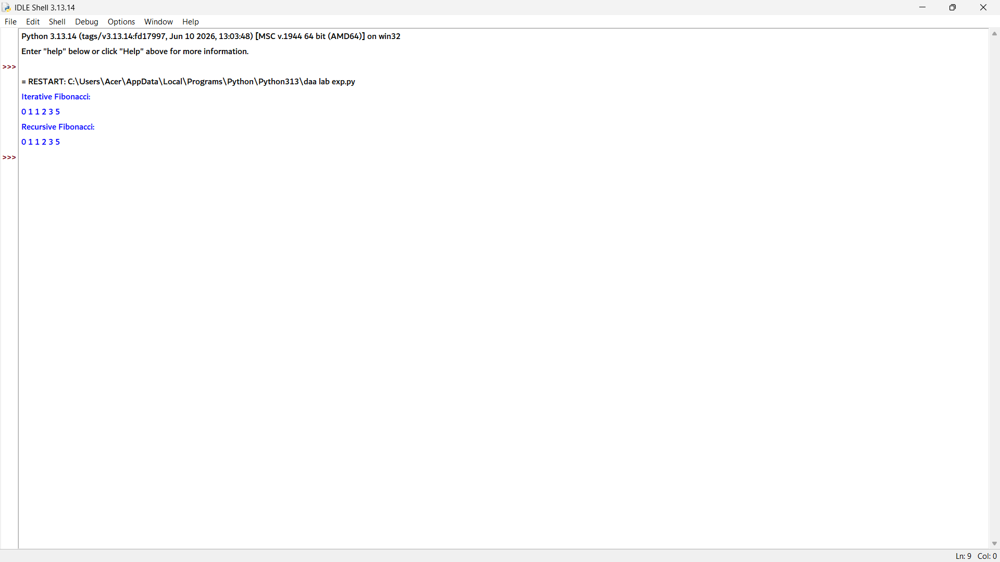 IDLE Shell 3.13.14
File Edit Shell Debug Options Window Help
Python 3.13.14 (tags/v3.13.14:fd17997, Jun 10 2026, 13:03:48) [MSC v.1944 64 bit (AMD64)] on win32
Enter "help" below or click "Help" above for more information.
>>>
= RESTART: C:\Users\Acer\AppData\Local\Programs\Python\Python313\daa lab exp.py
Iterative Fibonacci:
0 1 1 2 3 5
Recursive Fibonacci:
0 1 1 2 3 5
>>>
Ln: 9 Col: 0